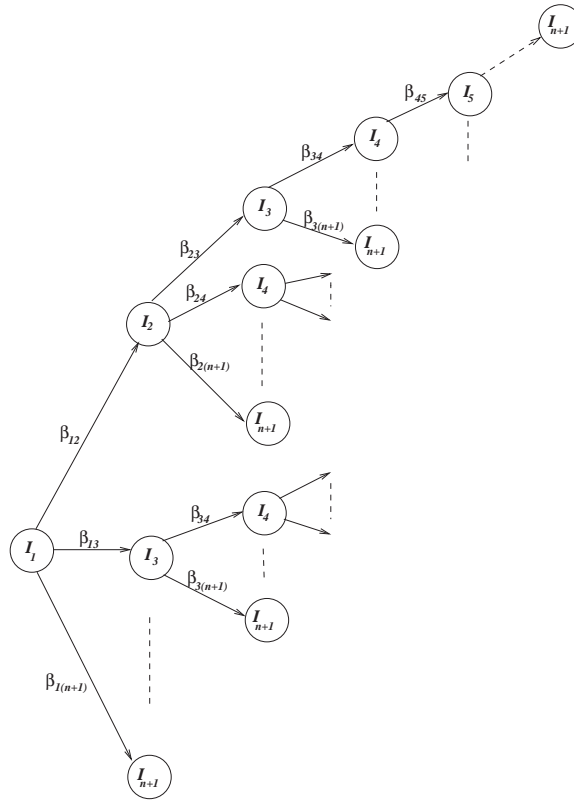 I_{n+1}
β_{45}
I_5
β_{34}
I_4
I_3
β_{3(n+1)}
I_{n+1}
β_{23}
β_{24}
I_4
I_2
β_{2(n+1)}
I_{n+1}
β_{12}
β_{34}
I_4
β_{13}
I_1
I_3
β_{3(n+1)}
I_{n+1}
β_{1(n+1)}
I_{n+1}